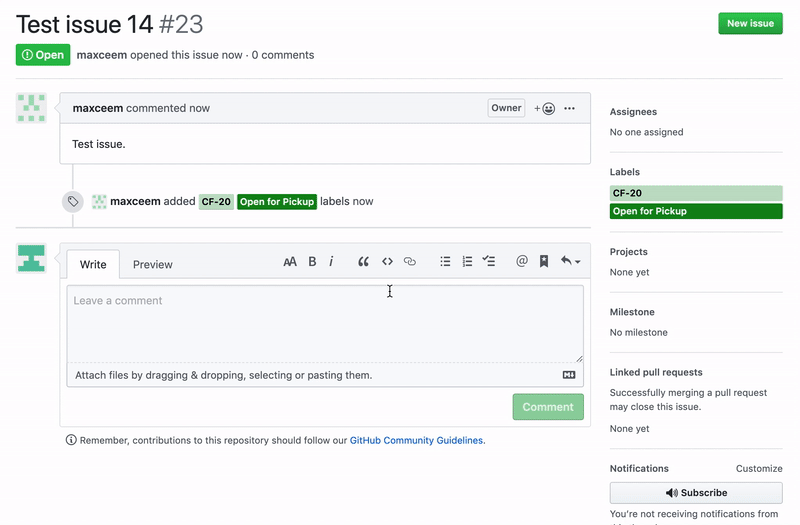 Test issue 14 #23
New issue
Open maxceem opened this issue now · 0 comments
maxceem commented now Owner
Test issue.
maxceem added CF-20 Open for Pickup labels now
Write Preview AA B i
Leave a comment
Attach files by dragging & dropping, selecting or pasting them.
Comment
Remember, contributions to this repository should follow our GitHub Community Guidelines.
Assignees
No one assigned
Labels
CF-20
Open for Pickup
Projects
None yet
Milestone
No milestone
Linked pull requests
Successfully merging a pull request
may close this issue.
None yet
Notifications Customize
Subscribe
You're not receiving notifications from